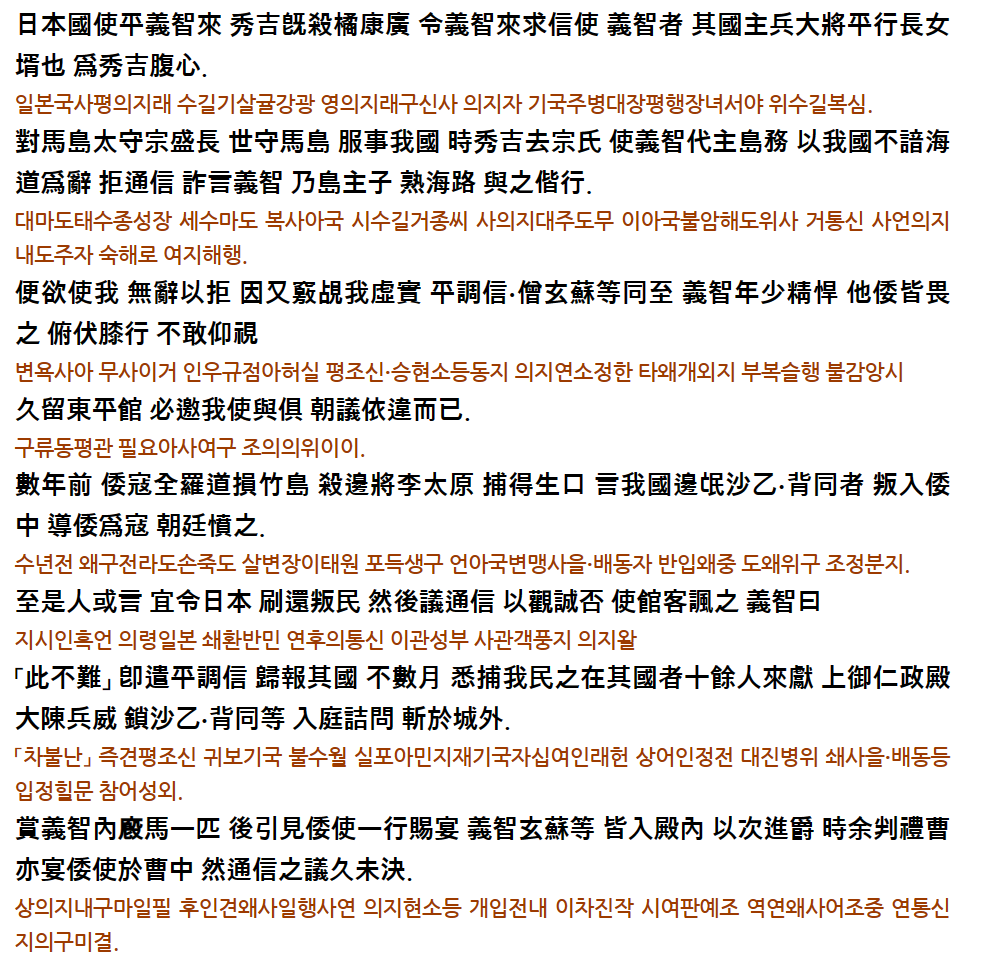 日本國使平義智來 秀吉旣殺橘康廣 令義智來求信使 義智者 其國主兵大將平行長女
壻也 爲秀吉腹心.
일본국사평의지래 수길기살귤강광 영의지래구신사 의지자 기국주병대장평행장녀서야 위수길복심.
對馬島太守宗盛長 世守馬島 服事我國 時秀吉去宗氏 使義智代主島務 以我國不諳海
道爲辭 拒通信 詐言義智 乃島主子 熟海路 與之偕行.
대마도태수종성장 세수마도 복사아국 시수길거종씨 사의지대주도무 이아국불암해도위사 거통신 사언의지
내도주자 숙해로 여지해행.
便欲使我 無辭以拒 因又竅覘我虛實 平調信·僧玄蘇等同至 義智年少精悍 他倭皆畏
之 俯伏膝行 不敢仰視
변욕사아 무사이거 인우규점아허실 평조신·승현소등동지 의지연소정한 타왜개외지 부복슬행 불감앙시
久留東平館 必邀我使與俱 朝議依違而已.
구류동평관 필요아사여구 조의의위이이.
數年前 倭寇全羅道損竹島 殺邊將李太原 捕得生口 言我國邊氓沙乙·背同者 叛入倭
中 導倭爲寇 朝廷憤之.
수년전 왜구전라도손죽도 살변장이태원 포득생구 언아국변맹사을·배동자 반입왜중 도왜위구 조정분지.
至是人或言 宜令日本 刷還叛民 然後議通信 以觀誠否 使館客諷之 義智曰
지시인혹언 의령일본 쇄환반민 연후의통신 이관성부 사관객풍지 의지왈
「此不難」卽遣平調信 歸報其國 不數月 悉捕我民之在其國者十餘人來獻 上御仁政殿
大陳兵威 鎖沙乙·背同等 入庭詰問 斬於城外.
「차불난」 즉견평조신 귀보기국 불수월 실포아민지재기국자십여인래헌 상어인정전 대진병위 쇄사을·배동등
입정힐문 참어성외.
賞義智內廐馬一匹 後引見倭使一行賜宴 義智玄蘇等 皆入殿內 以次進爵 時余判禮曹
亦宴倭使於曹中 然通信之議久未決.
상의지내구마일필 후인견왜사일행사연 의지현소등 개입전내 이차진작 시여판예조 역연왜사어조중 연통신
지의구미결.